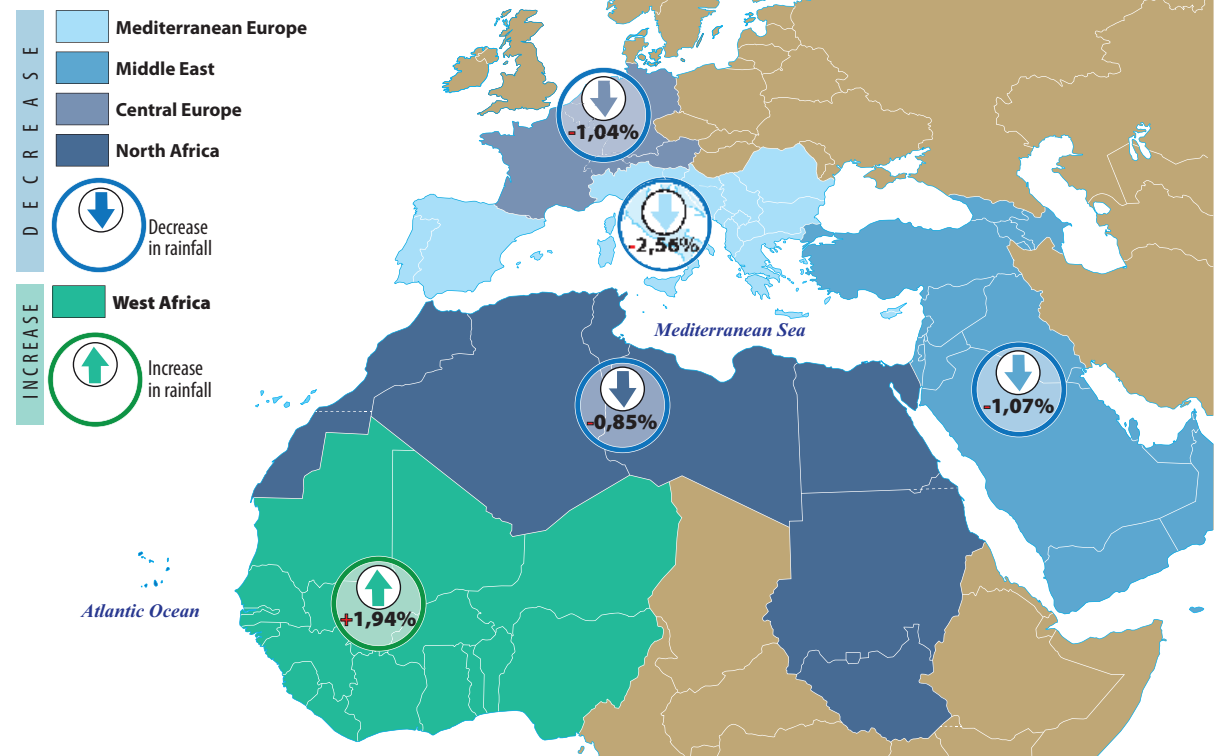 DECREASE
Mediterranean Europe
Middle East
Central Europe
North Africa
Decrease
in rainfall
INCREASE
West Africa
Increase
in rainfall
-1,04%
-2,56%
Mediterranean Sea
-0,85%
-1,07%
Atlantic Ocean
+1,94%